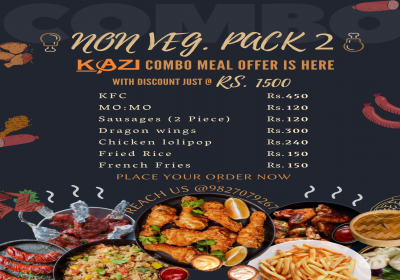 COMBO
NON VEG. PACK 2
KAZI COMBO MEAL OFFER IS HERE
WITH DISCOUNT JUST @ RS. 1500
KFC Rs.450
MO:MO Rs.120
Sausages (2 Piece) Rs.120
Dragon wings Rs.300
Chicken lolipop Rs.240
Fried Rice Rs.150
French Fries Rs.150
PLACE YOUR ORDER NOW
REACH US @9827079767